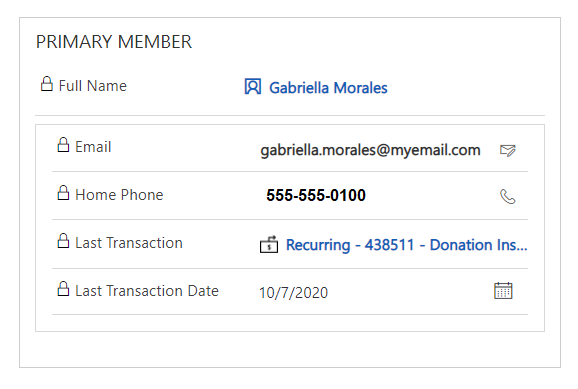 PRIMARY MEMBER
Full Name Gabriella Morales
Email gabriella.morales@myemail.com
Home Phone 555-555-0100
Last Transaction Recurring - 438511 - Donation Ins...
Last Transaction Date 10/7/2020